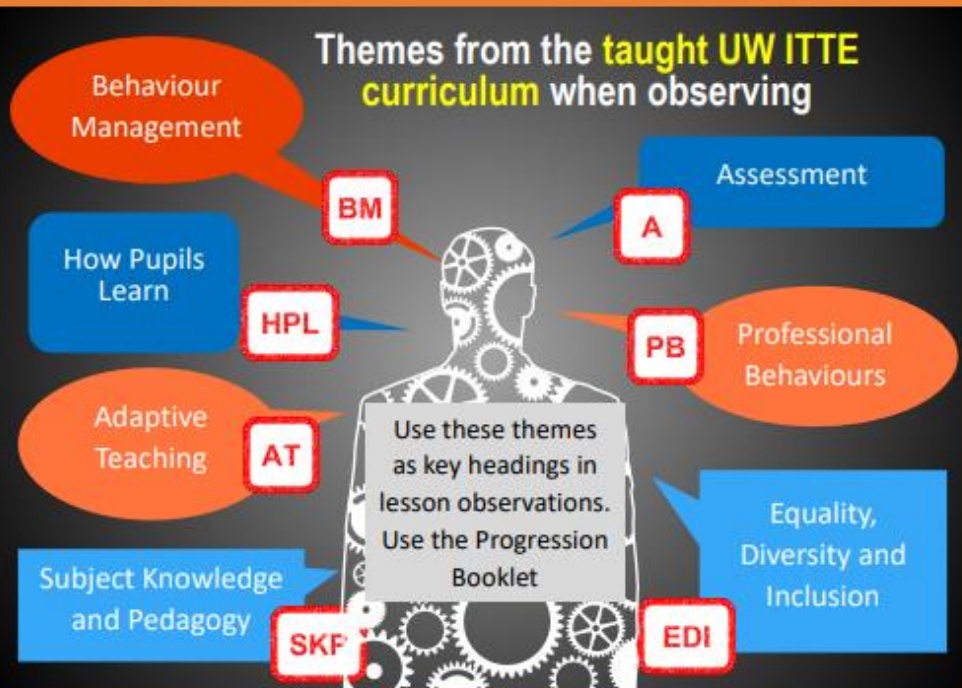 Themes from the taught UW ITTE
curriculum when observing
Behaviour
Management
BM
Assessment
A
How Pupils
Learn
HPL
Professional
Behaviours
PB
Adaptive
Teaching
AT
Use these themes
as key headings in
lesson observations.
Use the Progression
Booklet
Equality,
Diversity and
Inclusion
EDI
Subject Knowledge
and Pedagogy
SKP